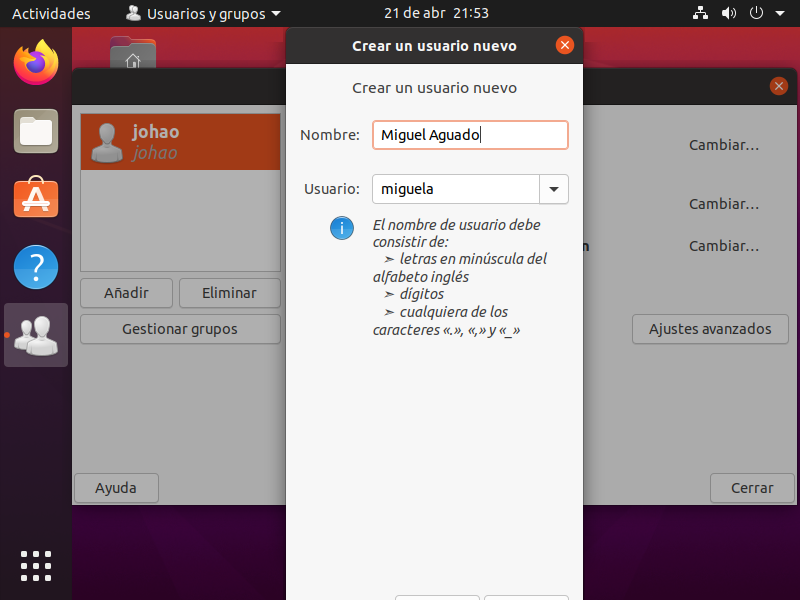 Actividades
Usuarios y grupos
21 de abr 21:53
Crear un usuario nuevo
Crear un usuario nuevo
johao
johao
Nombre:
Miguel Aguado
Cambiar...
Usuario:
miguela
Cambiar...
El nombre de usuario debe
consistir de:
➣ letras en minúscula del
alfabeto inglés
➣ dígitos
➣ cualquiera de los
caracteres «.», «,» y «_»
n
Cambiar...
Añadir
Eliminar
Gestionar grupos
Ajustes avanzados
Ayuda
Cerrar